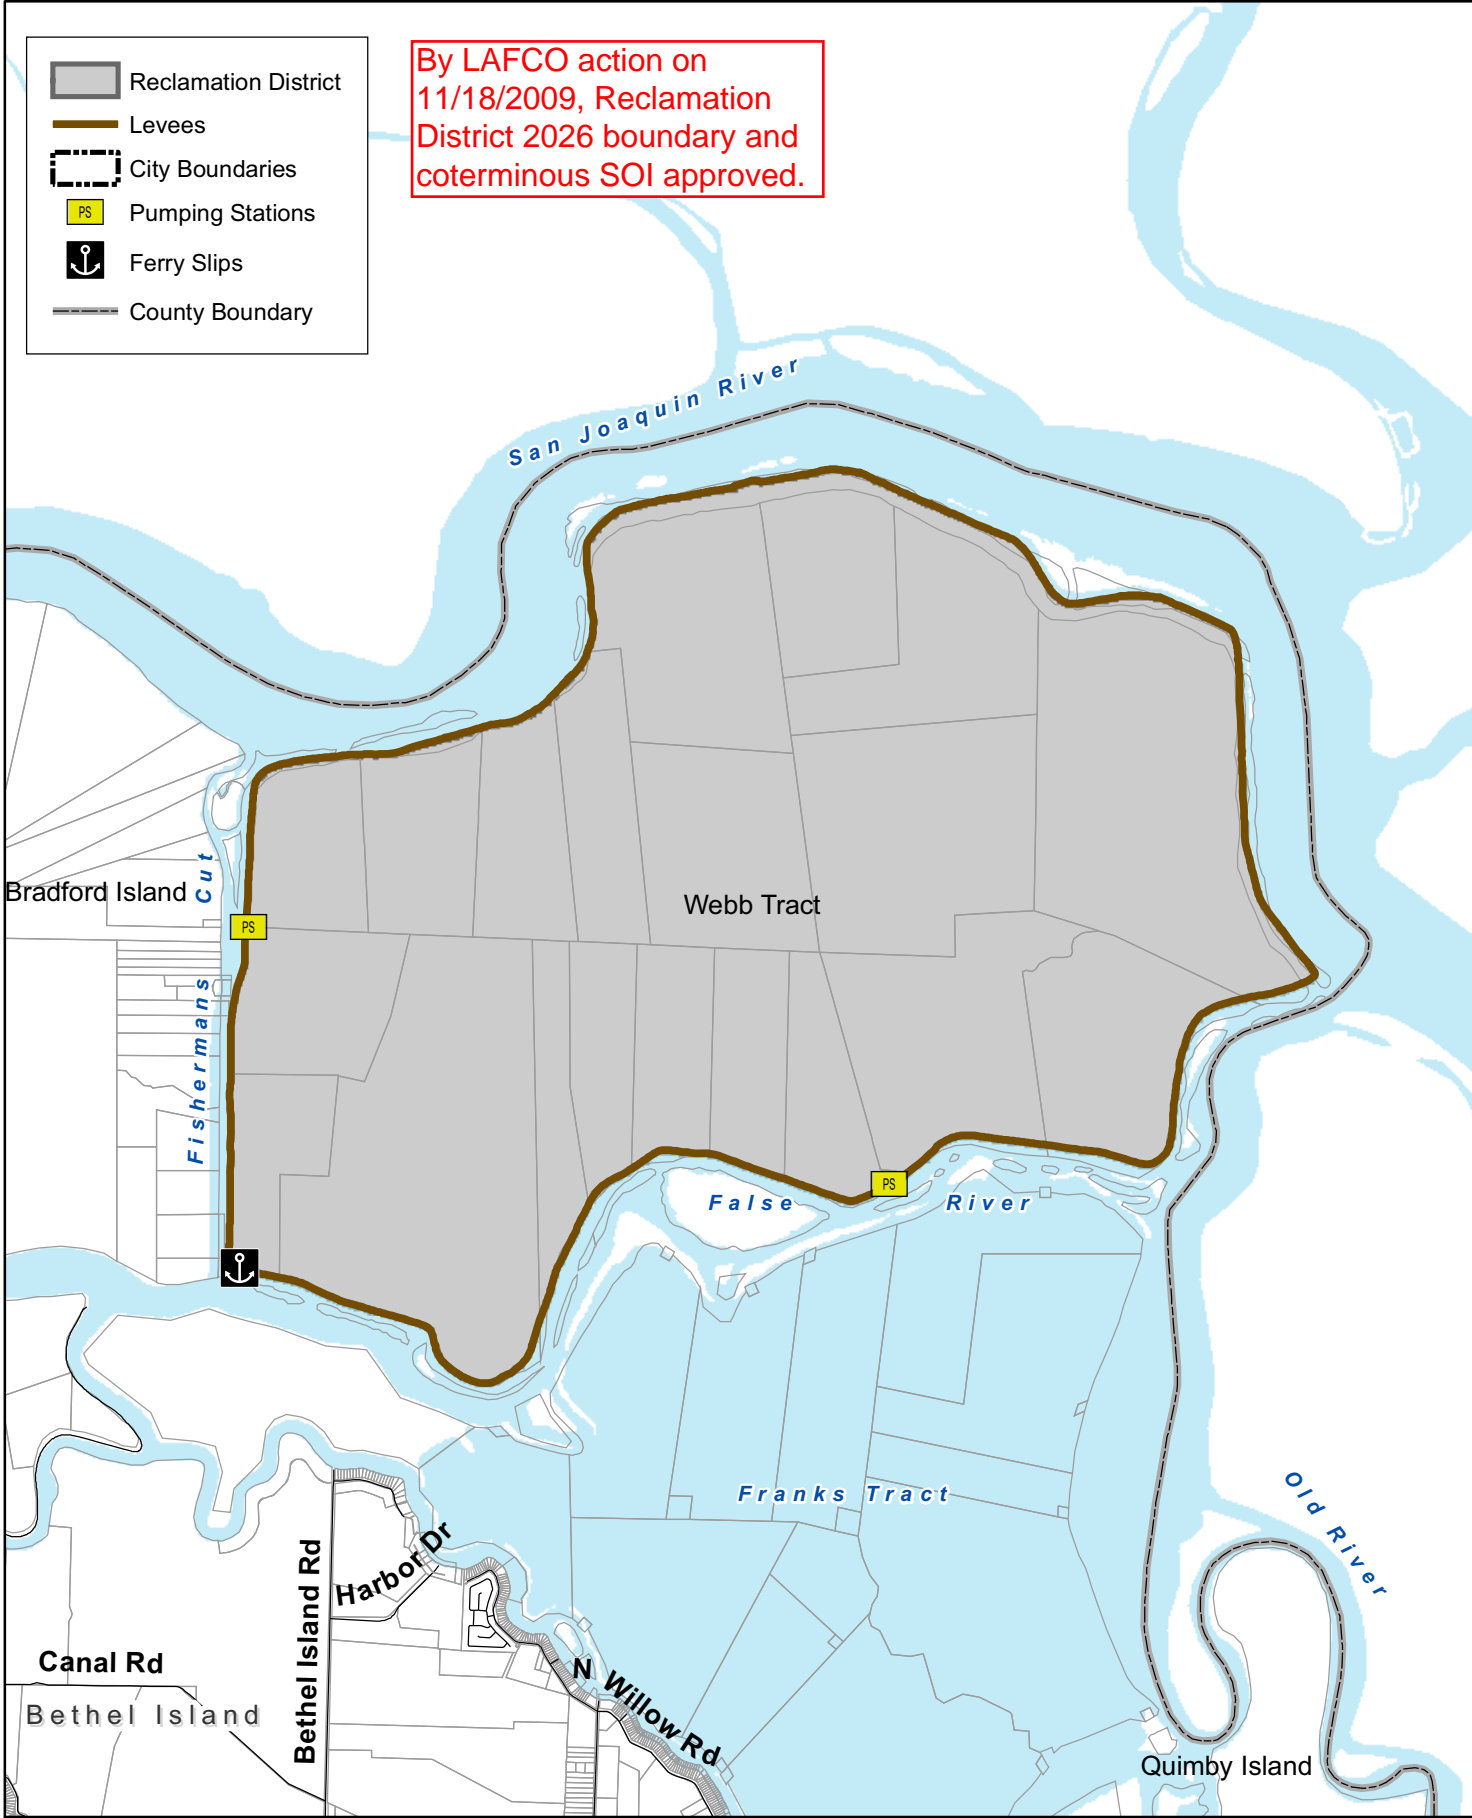 Reclamation District
Levees
City Boundaries
PS Pumping Stations
Ferry Slips
County Boundary
By LAFCO action on
11/18/2009, Reclamation
District 2026 boundary and
coterminous SOI approved.
San Joaquin River
Bradford Island
Fishermans Cut
PS
Webb Tract
PS
False River
Franks Tract
Old River
Harbor Dr
Bethel Island Rd
Canal Rd
Bethel Island
N Willow Rd
Quimby Island